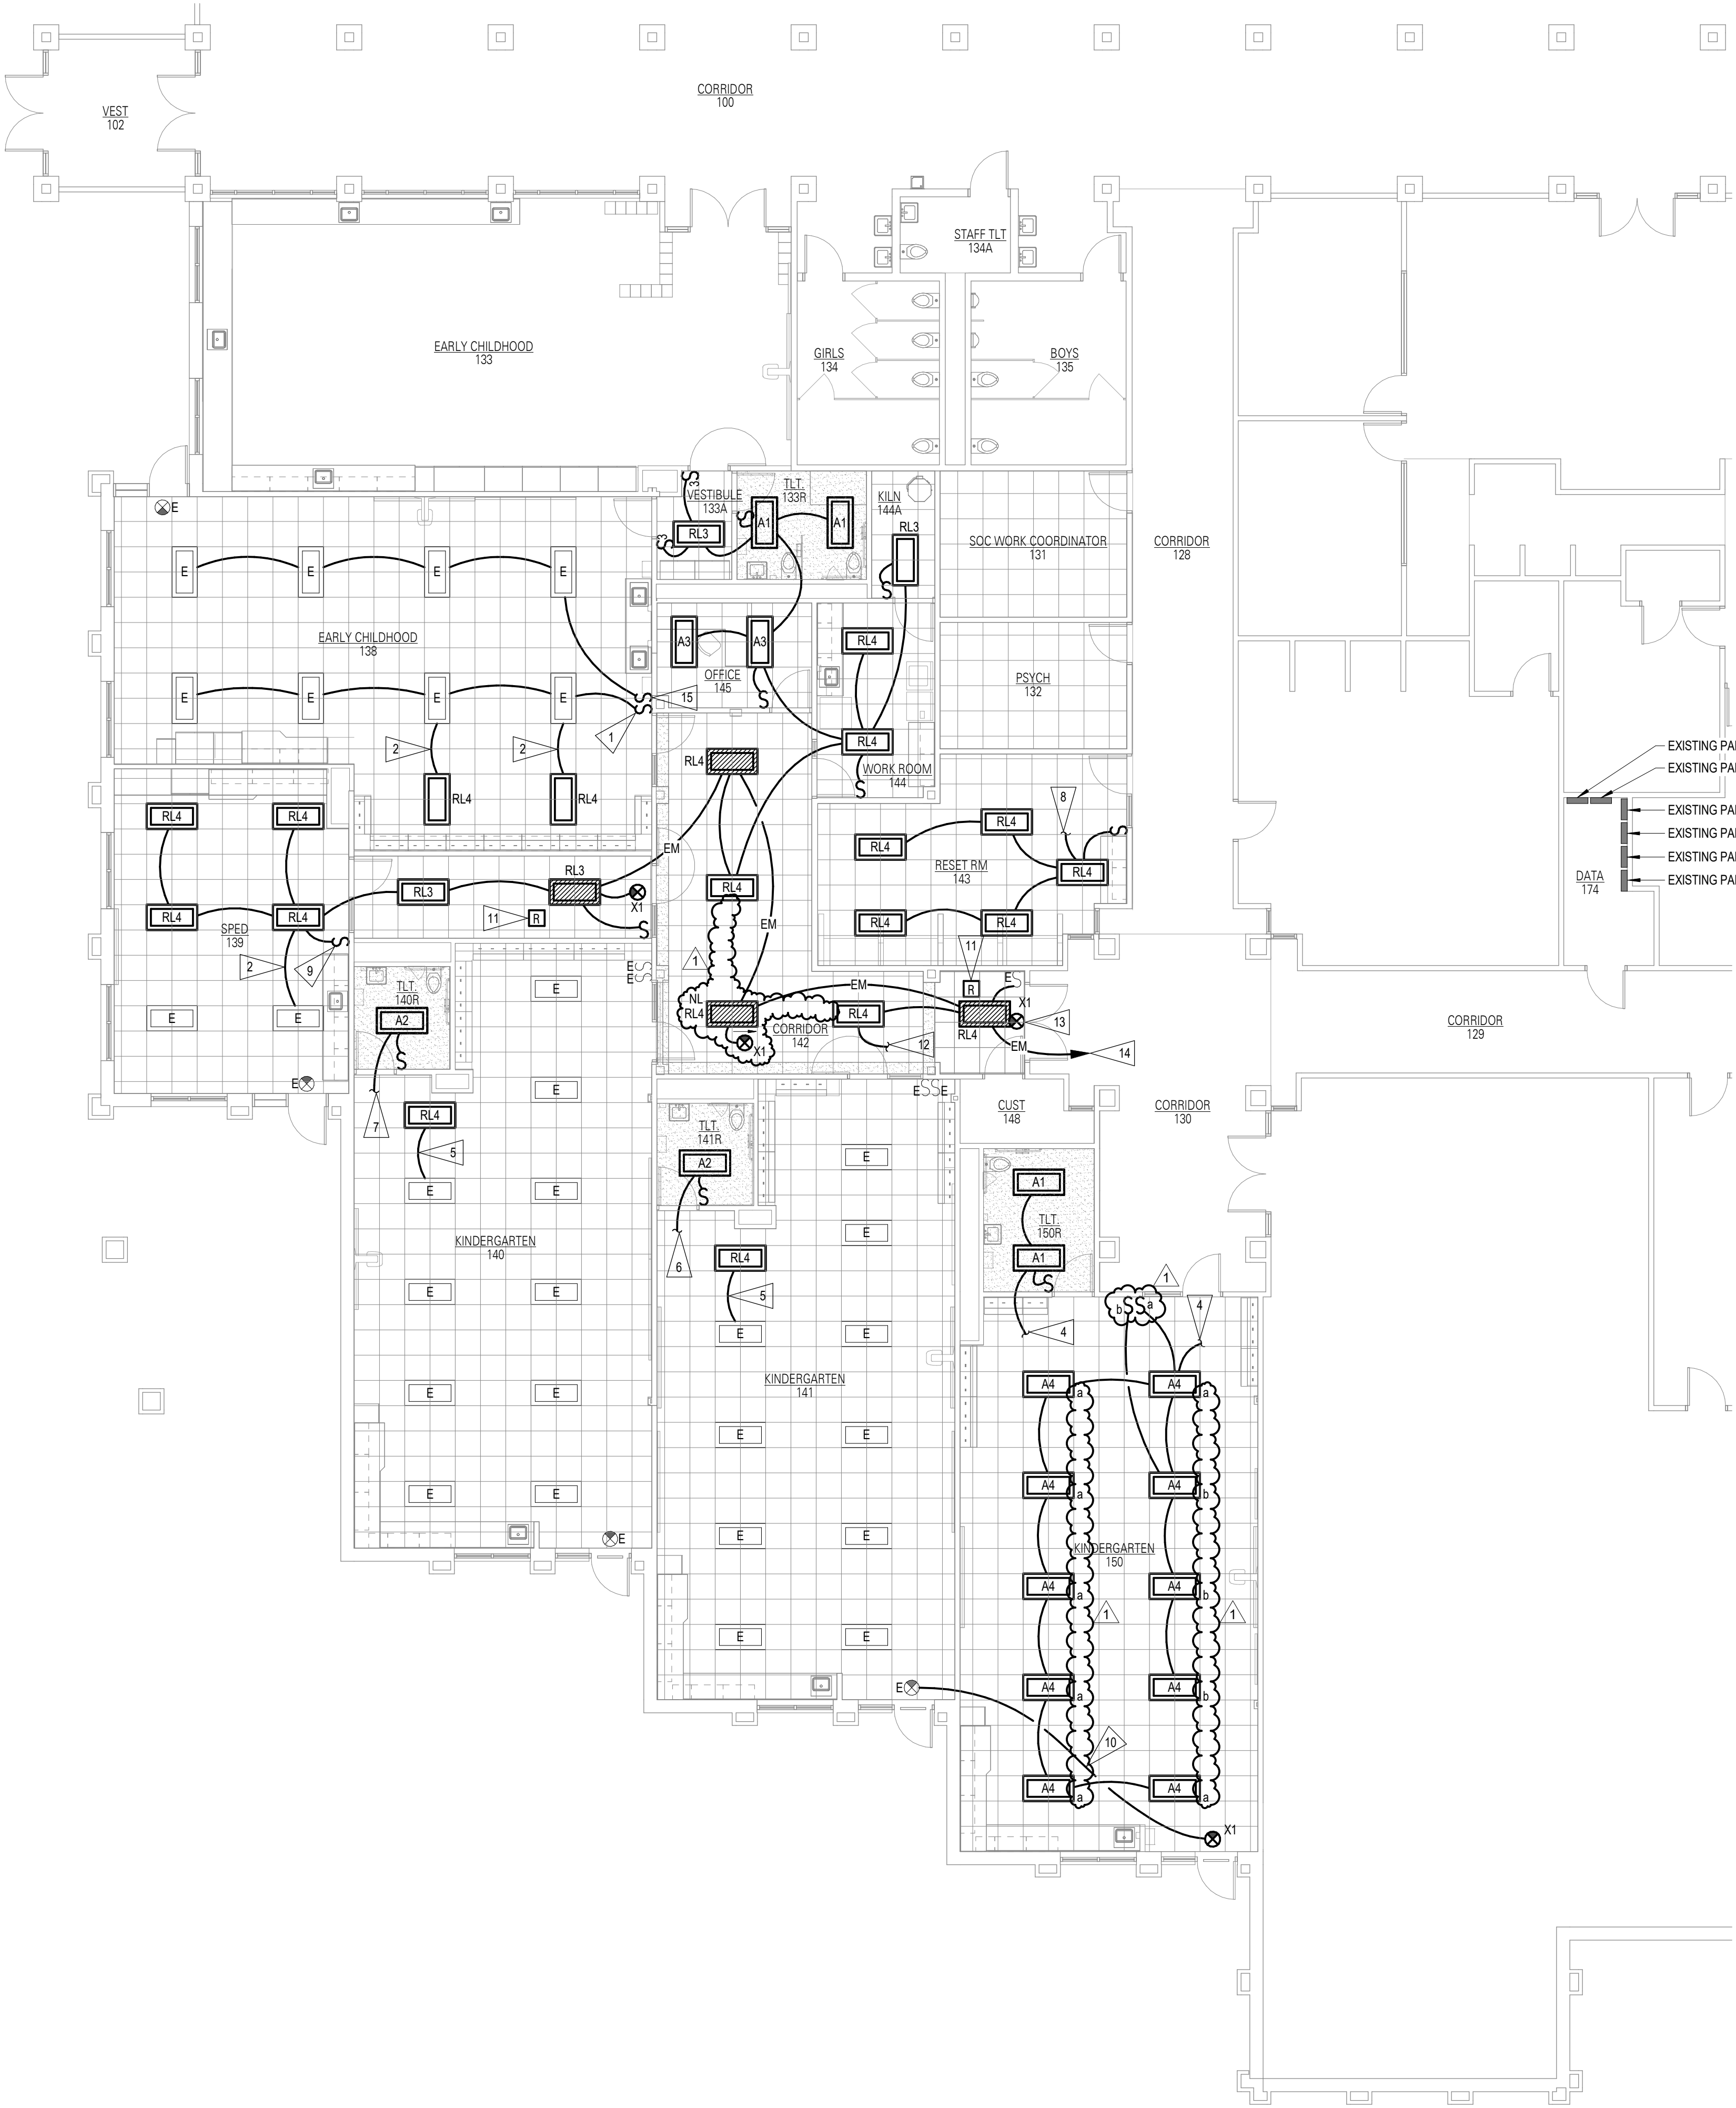 CORRIDOR
100
VEST
102
STAFF TLT
134A
EARLY CHILDHOOD
133
GIRLS
134
BOYS
135
3
VESTIBULE
133A
TLT.
133R
KILN
144A
E
A1
A1
RL3
RL3
3
SOC WORK COORDINATOR
131
CORRIDOR
128
E
E
E
E
EARLY CHILDHOOD
138
A3
A3
RL4
OFFICE
145
PSYCH
132
E
E
E
E
15
1
2
2
RL4
RL4
WORK ROOM
144
EXISTING PA
EXISTING PA
RL4
RL4
8
EXISTING PA
EXISTING PA
EXISTING PA
EXISTING PA
DATA
174
RL4
RL4
RL4
RL4
RESET RM
143
RL4
EM
RL3
RL3
RL4
X1
11
R
RL4
RL4
SPED
139
RL4
RL4
EM
11
2
9
1
E
E
TLT.
140R
E
EM
R
E
E
E
A2
NL
RL4
RL4
X1
RL4
13
CORRIDOR
142
X1
12
EM
14
CORRIDOR
129
E
E
E
E
RL4
7
5
TLT.
141R
A2
CUST
148
CORRIDOR
130
E
E
E
A1
TLT.
150R
A1
E
KINDERGARTEN
140
RL4
6
5
1
b
a
4
4
E
E
E
E
KINDERGARTEN
141
A4
a
A4
a
E
E
E
E
A4
a
A4
b
E
E
E
E
E
KINDERGARTEN
150
A4
a
A4
b
1
1
E
E
E
A4
a
A4
b
10
A4
a
A4
a
X1